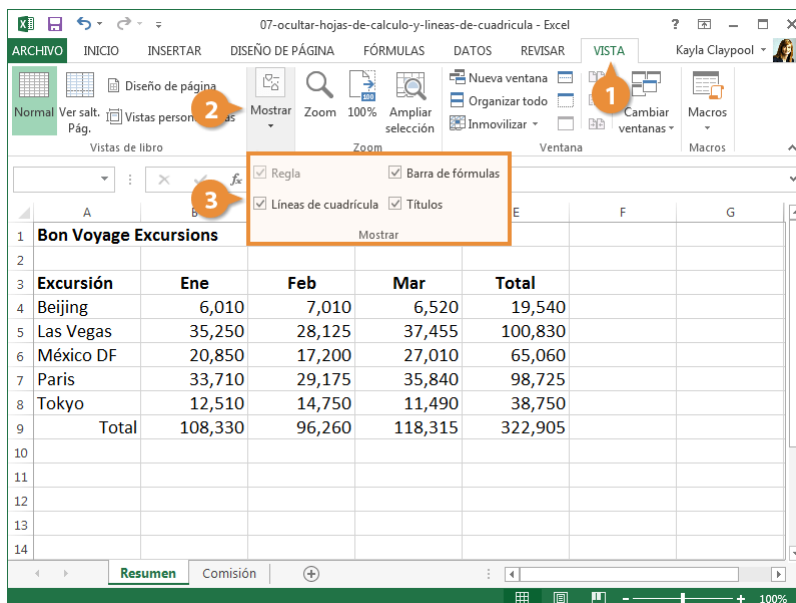 07-ocultar-hojas-de-calculo-y-lineas-de-cuadricula - Excel ?
ARCHIVO INICIO INSERTAR DISEÑO DE PÁGINA FÓRMULAS DATOS REVISAR VISTA Kayla Claypool
Normal Ver salt. Pág. Diseño de página Mostrar Zoom 100% Ampliar selección Nueva ventana Organizar todo Inmovilizar Cambiar ventanas Macros
Vistas
1
2
3
Vistas de libro Zoom Ventana Macros
fx
Regla Barra de fórmulas
Líneas de cuadrícula Títulos
Mostrar
A E F G
1 Bon Voyage Excursions
2
3 Excursión Ene Feb Mar Total
4 Beijing 6,010 7,010 6,520 19,540
5 Las Vegas 35,250 28,125 37,455 100,830
6 México DF 20,850 17,200 27,010 65,060
7 Paris 33,710 29,175 35,840 98,725
8 Tokyo 12,510 14,750 11,490 38,750
9 Total 108,330 96,260 118,315 322,905
10
11
12
13
14
Resumen Comisión
100%